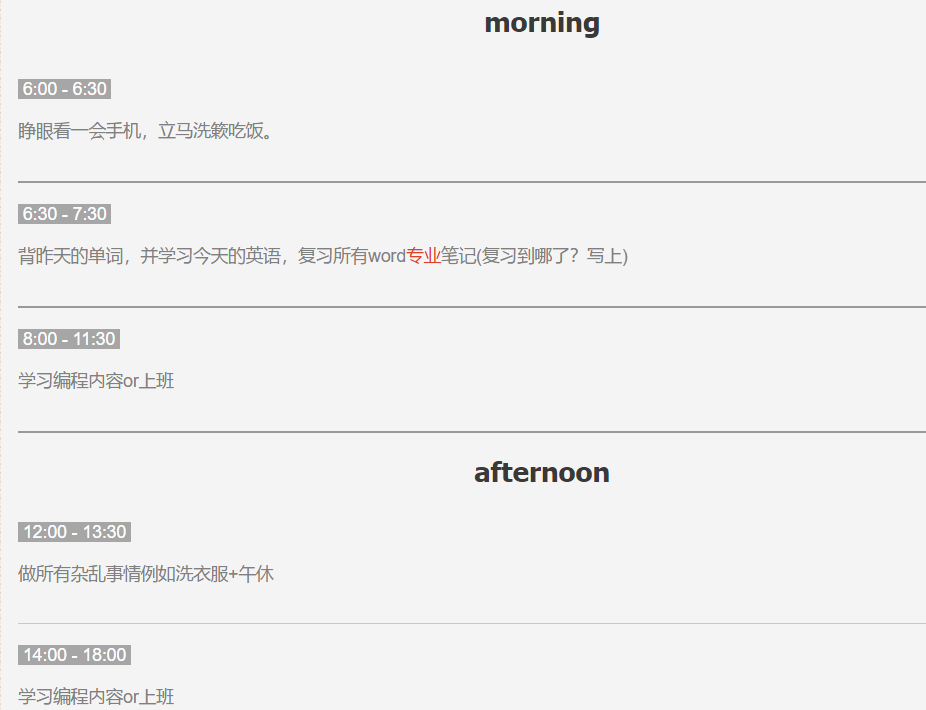 morning
6:00 - 6:30
睁眼看一会手机，立马洗簌吃饭。
6:30 - 7:30
背昨天的单词，并学习今天的英语，复习所有word专业笔记(复习到哪了？写上)
8:00 - 11:30
学习编程内容or上班
afternoon
12:00 - 13:30
做所有杂乱事情例如洗衣服+午休
14:00 - 18:00
学习编程内容or上班